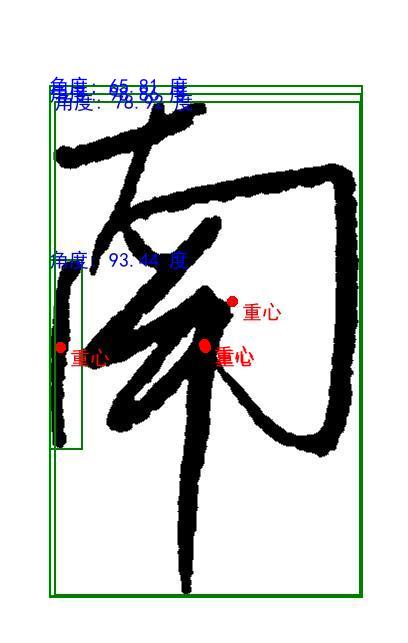 角度: 65.81 度
角度: 78.92 度
角度: 93.44 度
南
重心
重心
重心